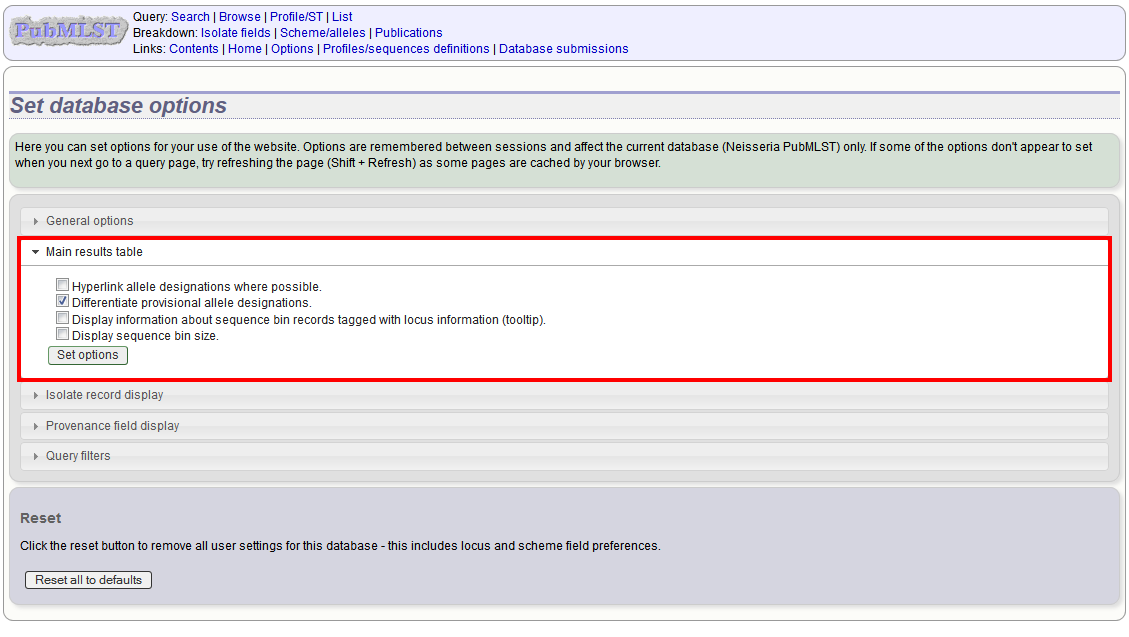 PubMLST
Query: Search | Browse | Profile/ST | List
Breakdown: Isolate fields | Scheme/alleles | Publications
Links: Contents | Home | Options | Profiles/sequences definitions | Database submissions
Set database options
Here you can set options for your use of the website. Options are remembered between sessions and affect the current database (Neisseria PubMLST) only. If some of the options don't appear to set
when you next go to a query page, try refreshing the page (Shift + Refresh) as some pages are cached by your browser.
General options
Main results table
Hyperlink allele designations where possible.
Differentiate provisional allele designations.
Display information about sequence bin records tagged with locus information (tooltip).
Display sequence bin size.
Set options
Isolate record display
Provenance field display
Query filters
Reset
Click the reset button to remove all user settings for this database - this includes locus and scheme field preferences.
Reset all to defaults